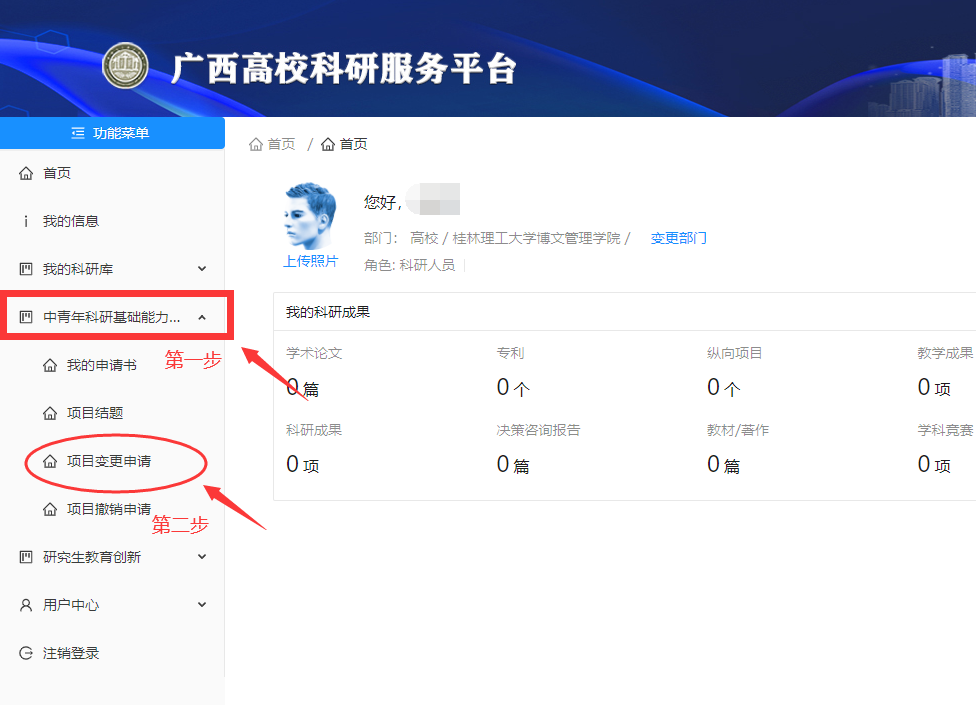 广西高校科研服务平台
功能菜单
首页 / 首页
首页
我的信息
我的科研库
中青年科研基础能力...
第一步
我的申请书
项目结题
项目变更申请
项目撤销申请
第二步
研究生教育创新
用户中心
注销登录
您好,
部门: 高校 / 桂林理工大学博文管理学院 / 变更部门
上传照片
角色: 科研人员
我的科研成果
学术论文 专利 纵向项目 教学成果
0 篇 0 个 0 个 0 项
科研成果 决策咨询报告 教材/著作 学科竞赛
0 项 0 篇 0 篇 0 项